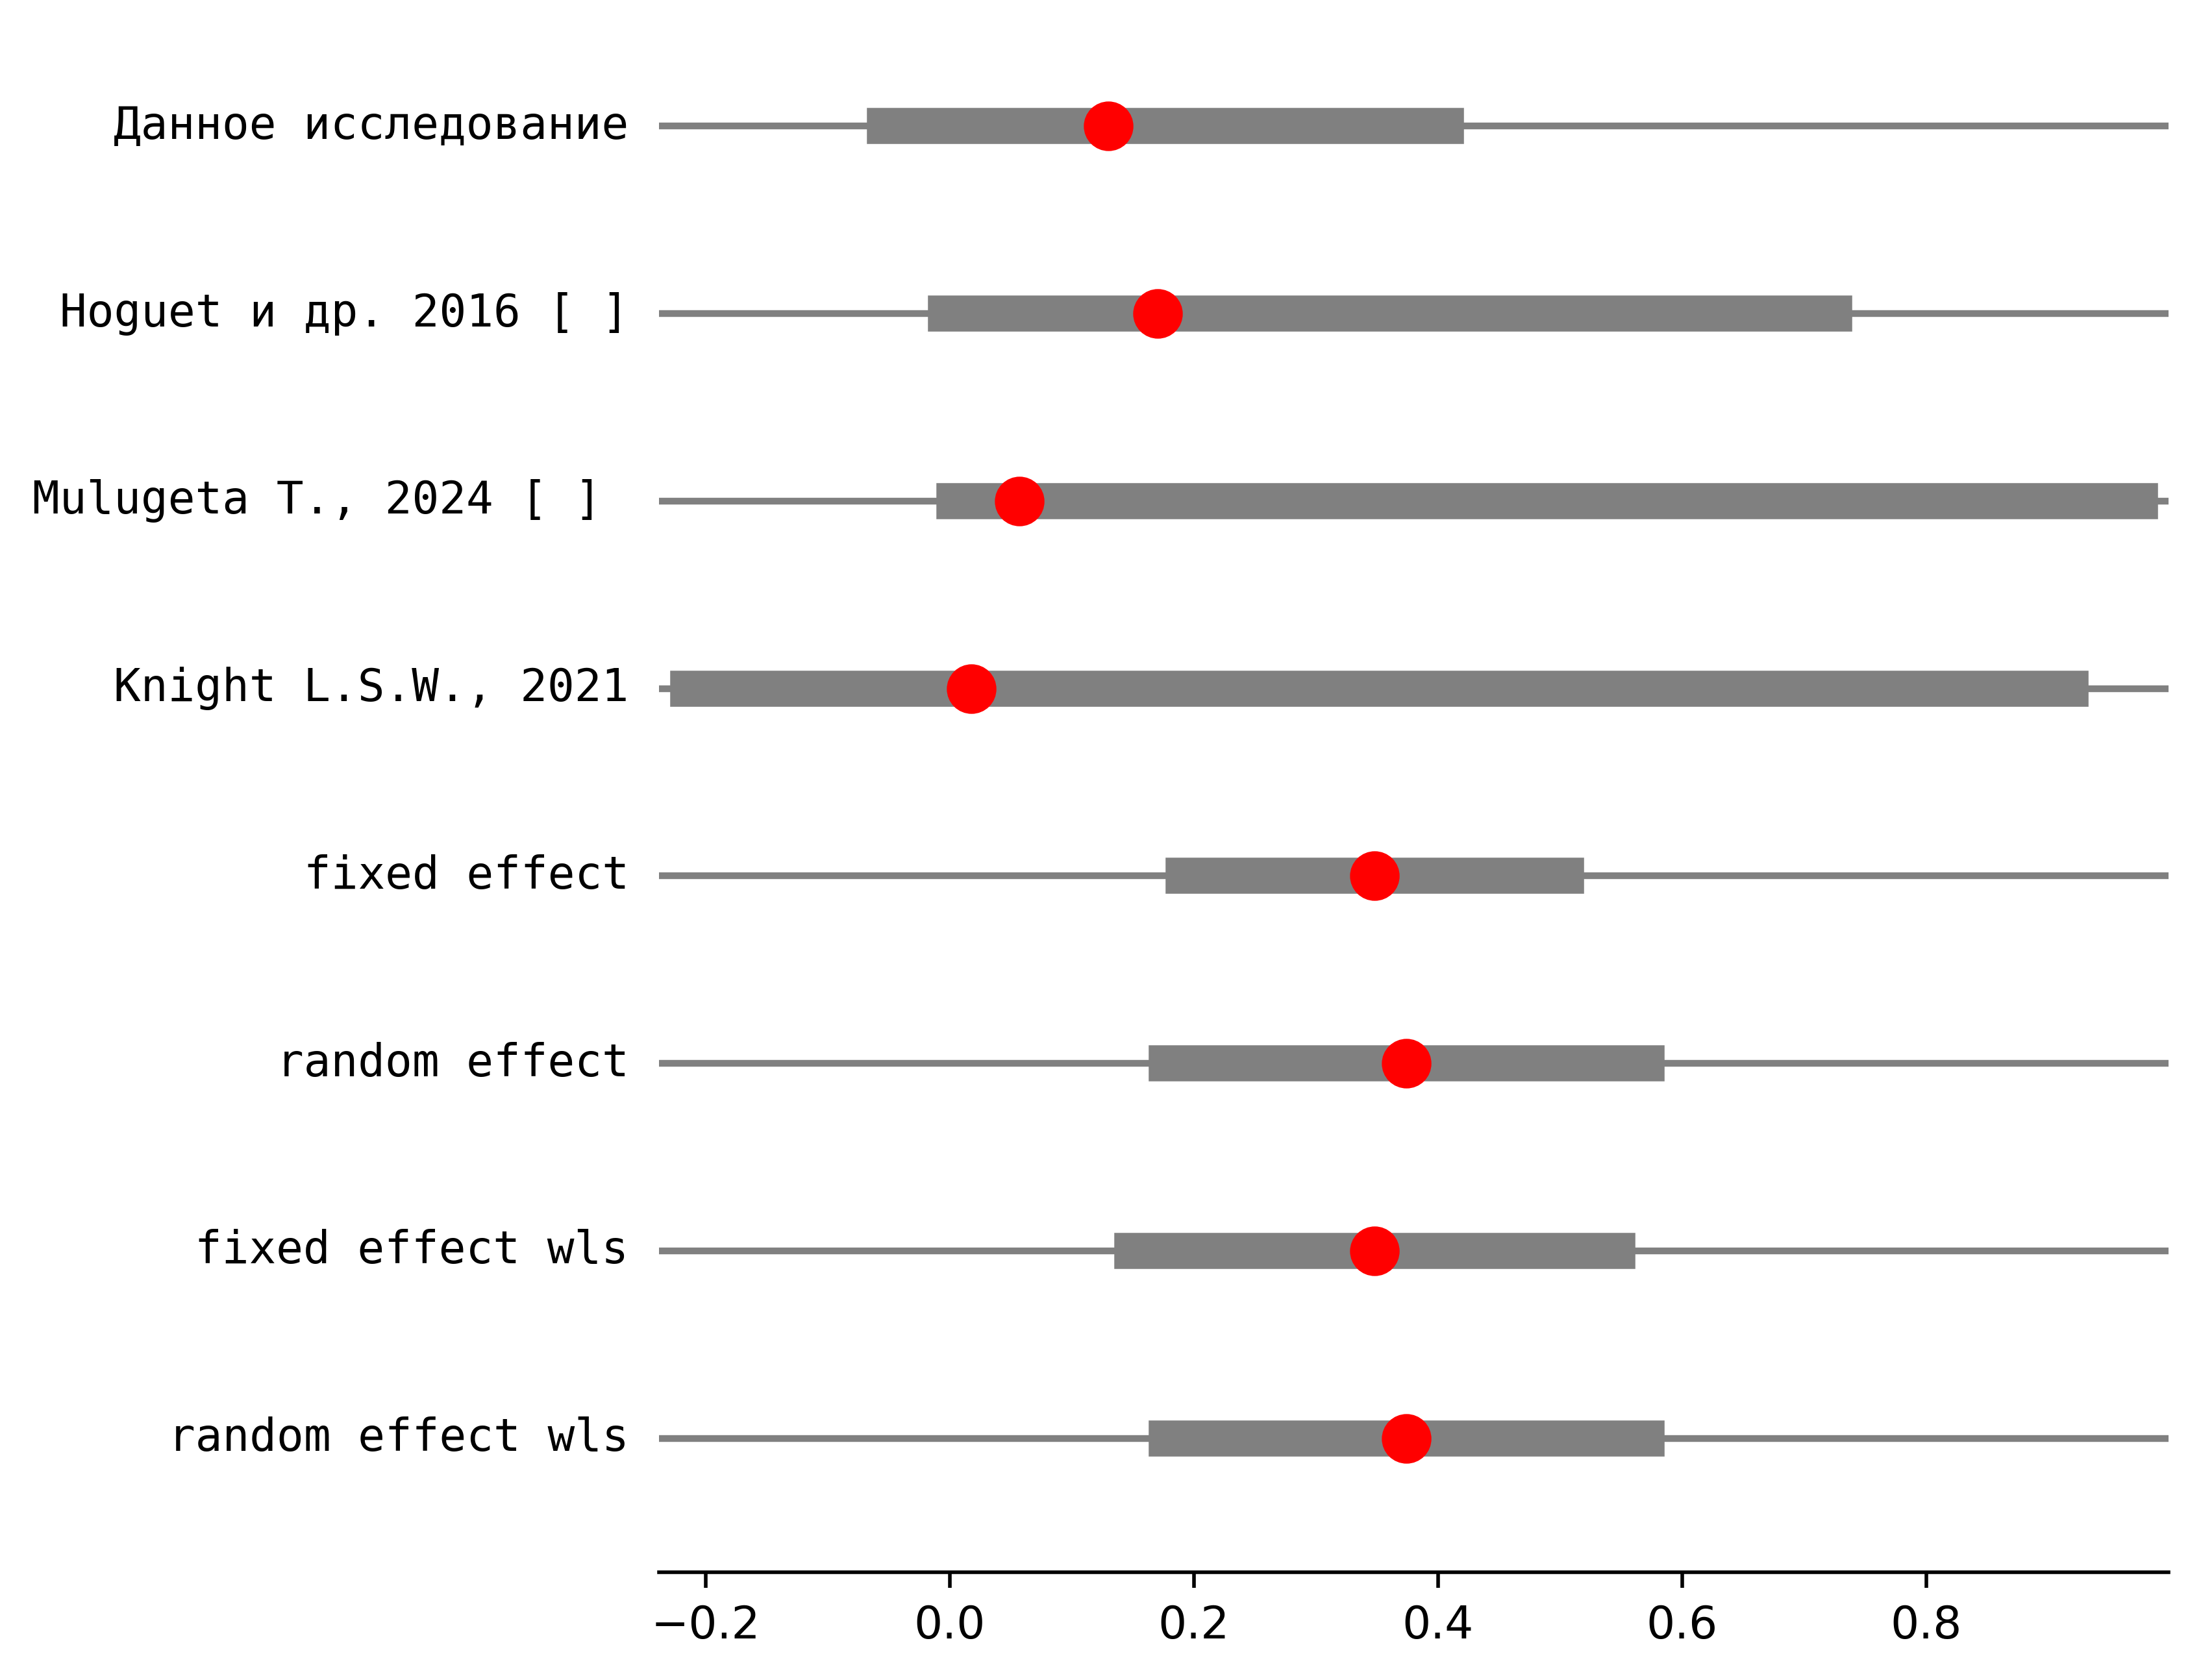 Данное исследование
Hoguet и др. 2016 [ ]
Mulugeta T., 2024 [ ]
Knight L.S.W., 2021
fixed effect
random effect
fixed effect wls
random effect wls
−0.2 0.0 0.2 0.4 0.6 0.8